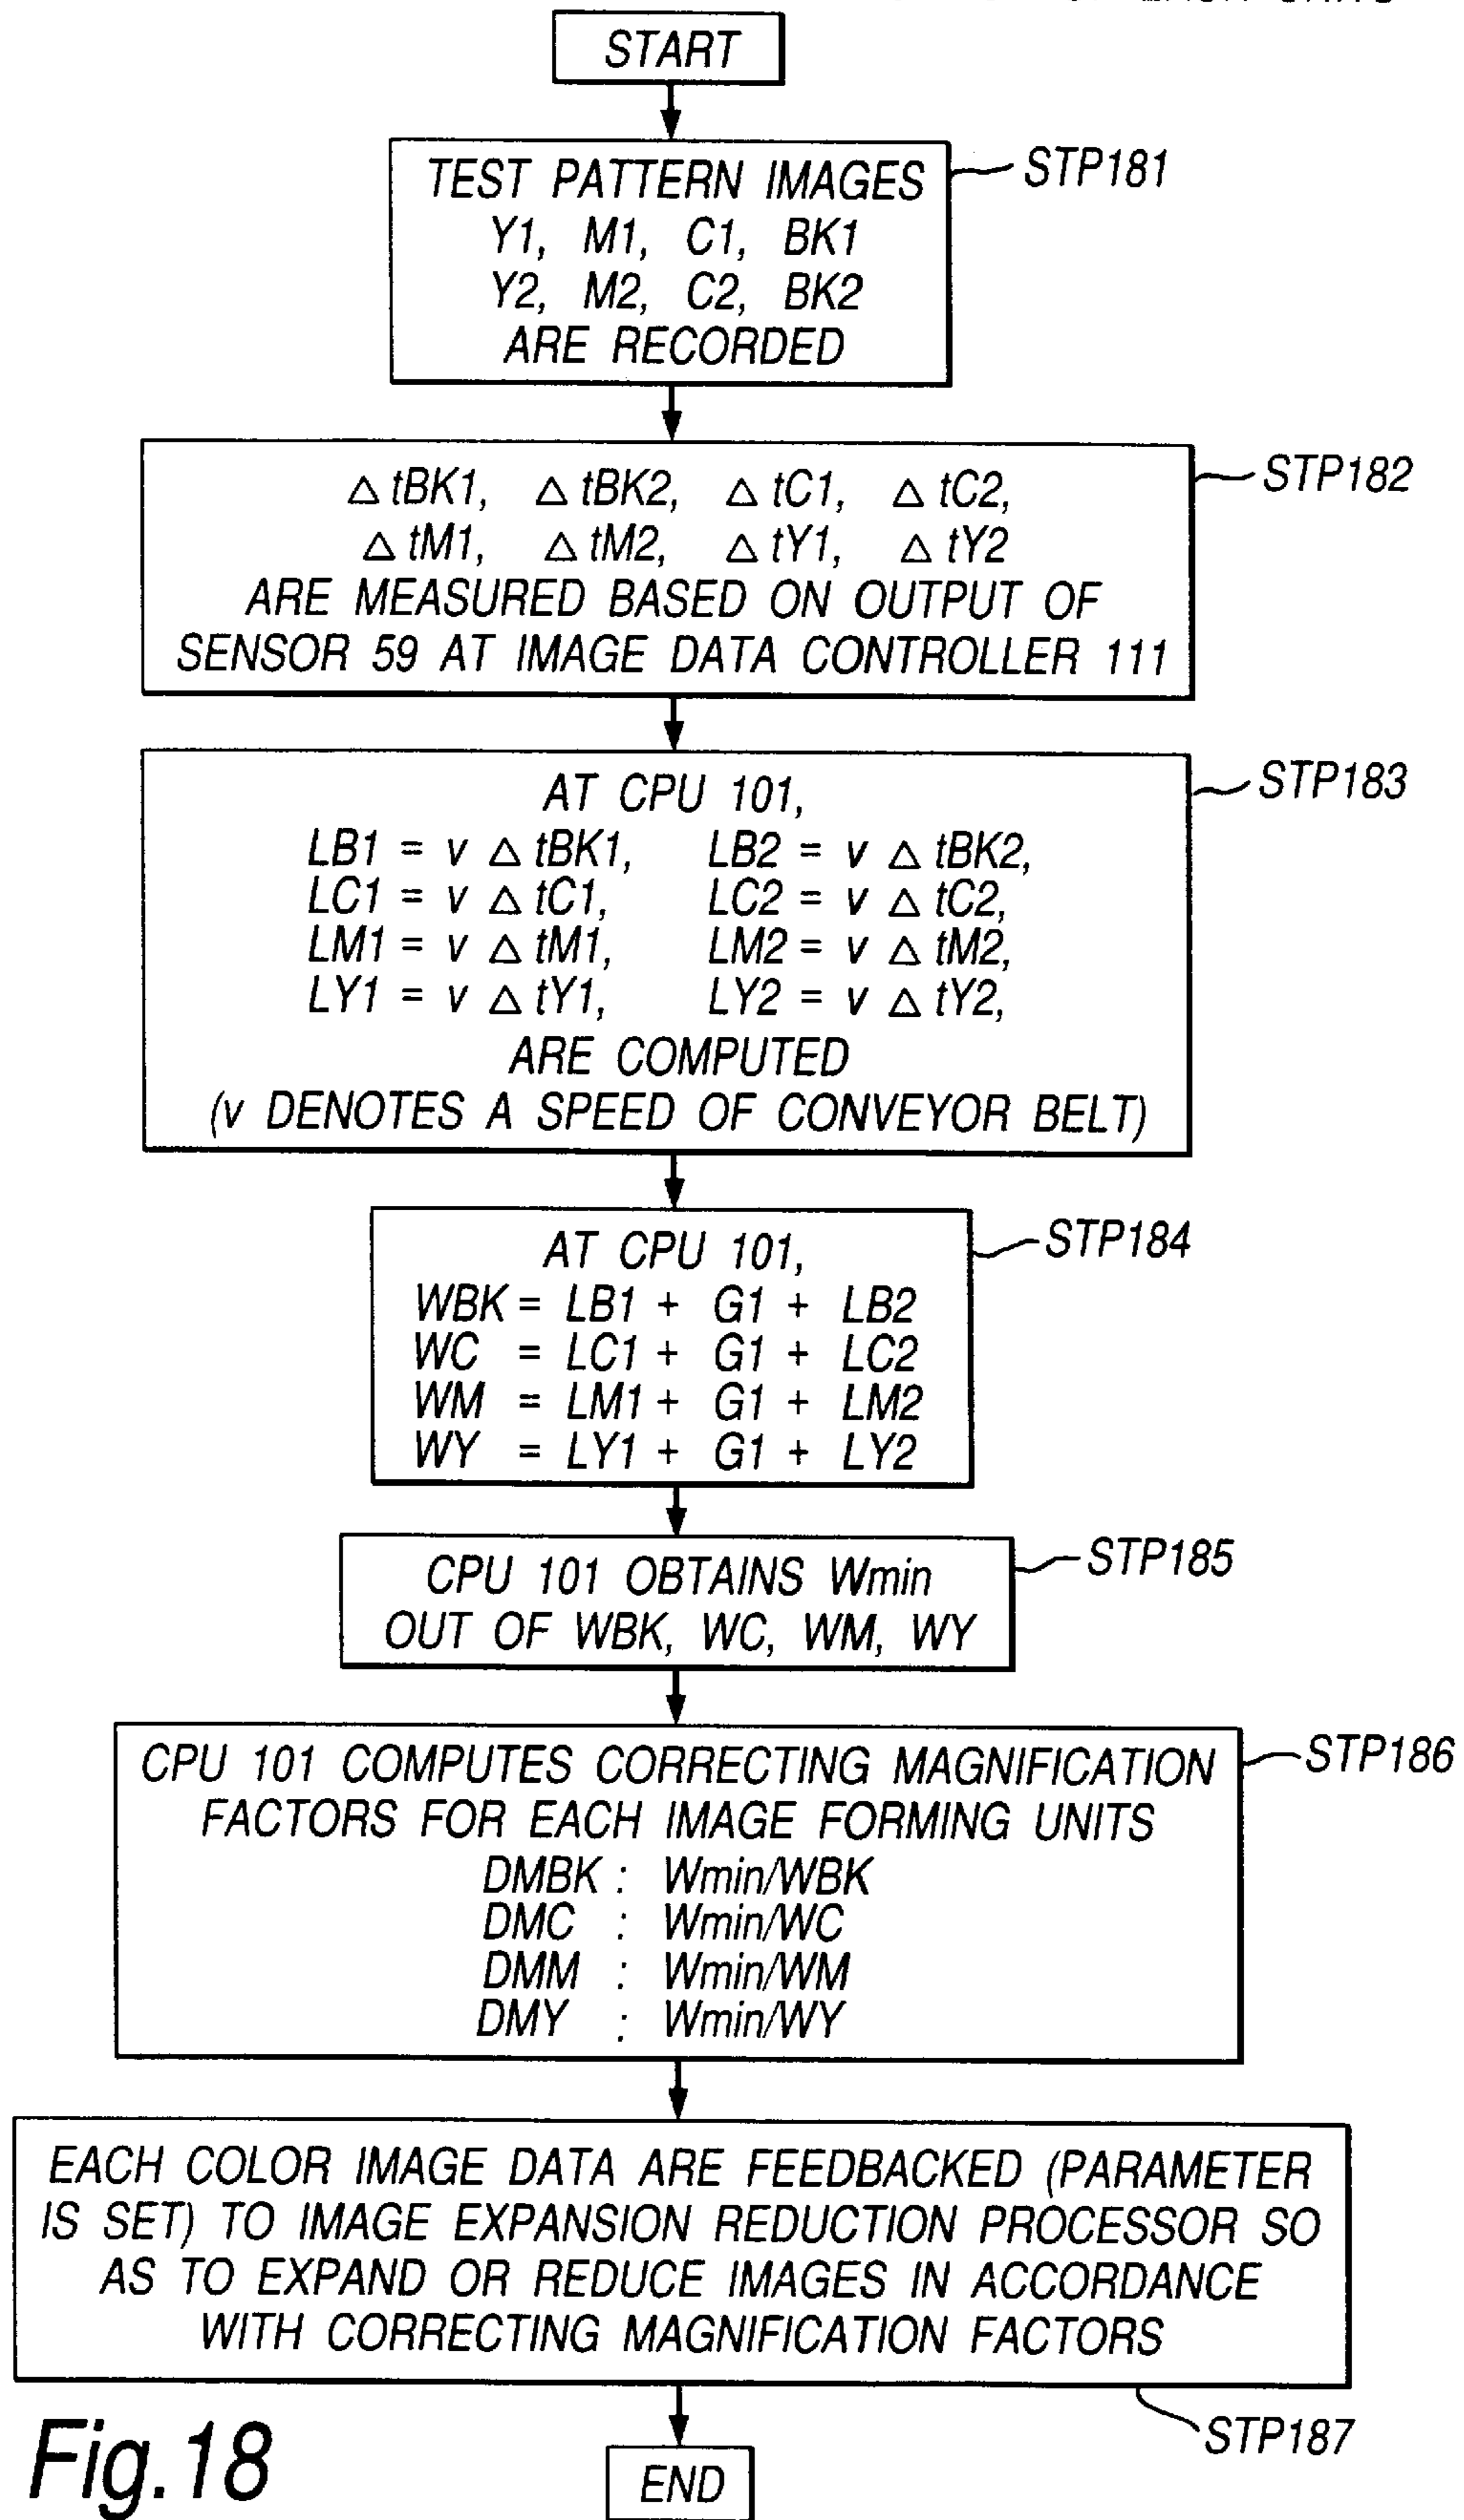 START
TEST PATTERN IMAGES
Y1, M1, C1, BK1
Y2, M2, C2, BK2
ARE RECORDED
STP181
△tBK1, △tBK2, △tC1, △tC2,
△tM1, △tM2, △tY1, △tY2
ARE MEASURED BASED ON OUTPUT OF
SENSOR 59 AT IMAGE DATA CONTROLLER 111
STP182
AT CPU 101,
LB1 = v △tBK1, LB2 = v △tBK2,
LC1 = v △tC1, LC2 = v △tC2,
LM1 = v △tM1, LM2 = v △tM2,
LY1 = v △tY1, LY2 = v △tY2,
ARE COMPUTED
(v DENOTES A SPEED OF CONVEYOR BELT)
STP183
AT CPU 101,
WBK = LB1 + G1 + LB2
WC = LC1 + G1 + LC2
WM = LM1 + G1 + LM2
WY = LY1 + G1 + LY2
STP184
CPU 101 OBTAINS Wmin
OUT OF WBK, WC, WM, WY
STP185
CPU 101 COMPUTES CORRECTING MAGNIFICATION
FACTORS FOR EACH IMAGE FORMING UNITS
DMBK : Wmin/WBK
DMC : Wmin/WC
DMM : Wmin/WM
DMY : Wmin/WY
STP186
EACH COLOR IMAGE DATA ARE FEEDBACKED (PARAMETER
IS SET) TO IMAGE EXPANSION REDUCTION PROCESSOR SO
AS TO EXPAND OR REDUCE IMAGES IN ACCORDANCE
WITH CORRECTING MAGNIFICATION FACTORS
STP187
END
Fig.18